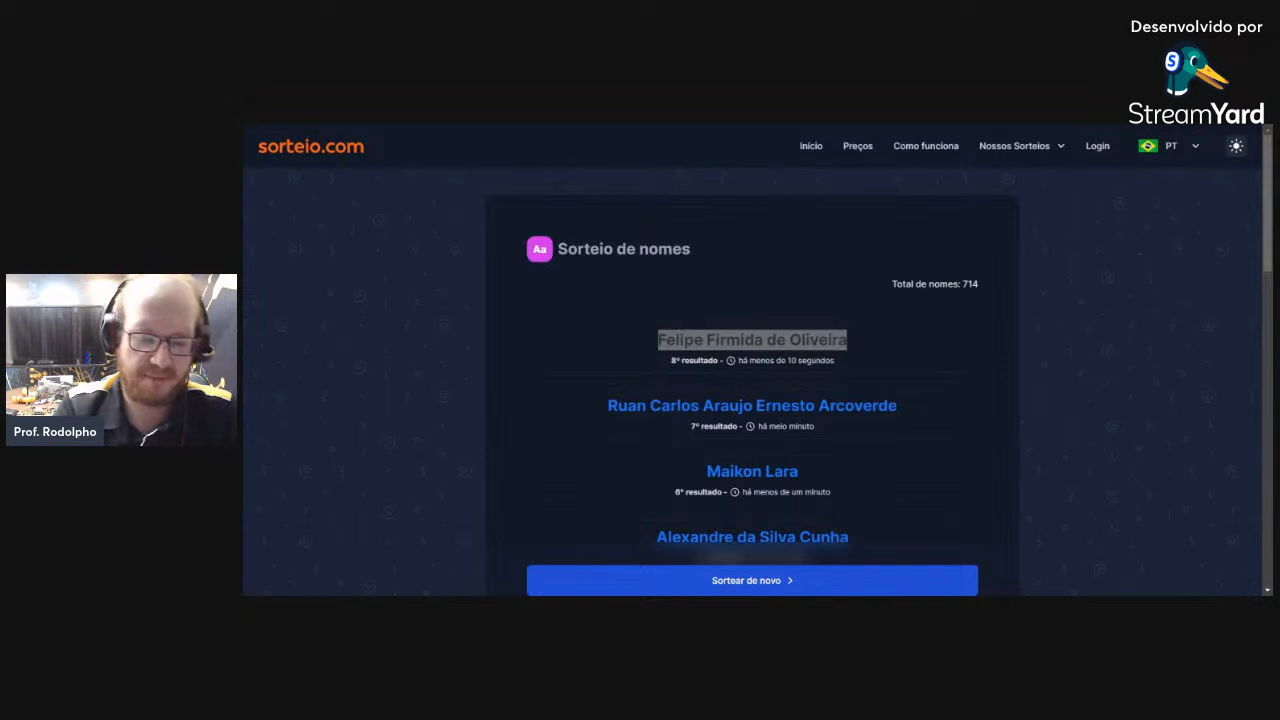 Desenvolvido por
StreamYard
sorteio.com
Início Preços Como funciona Nossos Sorteios Login PT
Aa Sorteio de nomes
Total de nomes: 714
Felipe Firmida de Oliveira
8º resultado - há menos de 10 segundos
Ruan Carlos Araujo Ernesto Arcoverde
7º resultado - há meio minuto
Maikon Lara
6º resultado - há menos de um minuto
Alexandre da Silva Cunha
Sortear de novo
Prof. Rodolpho